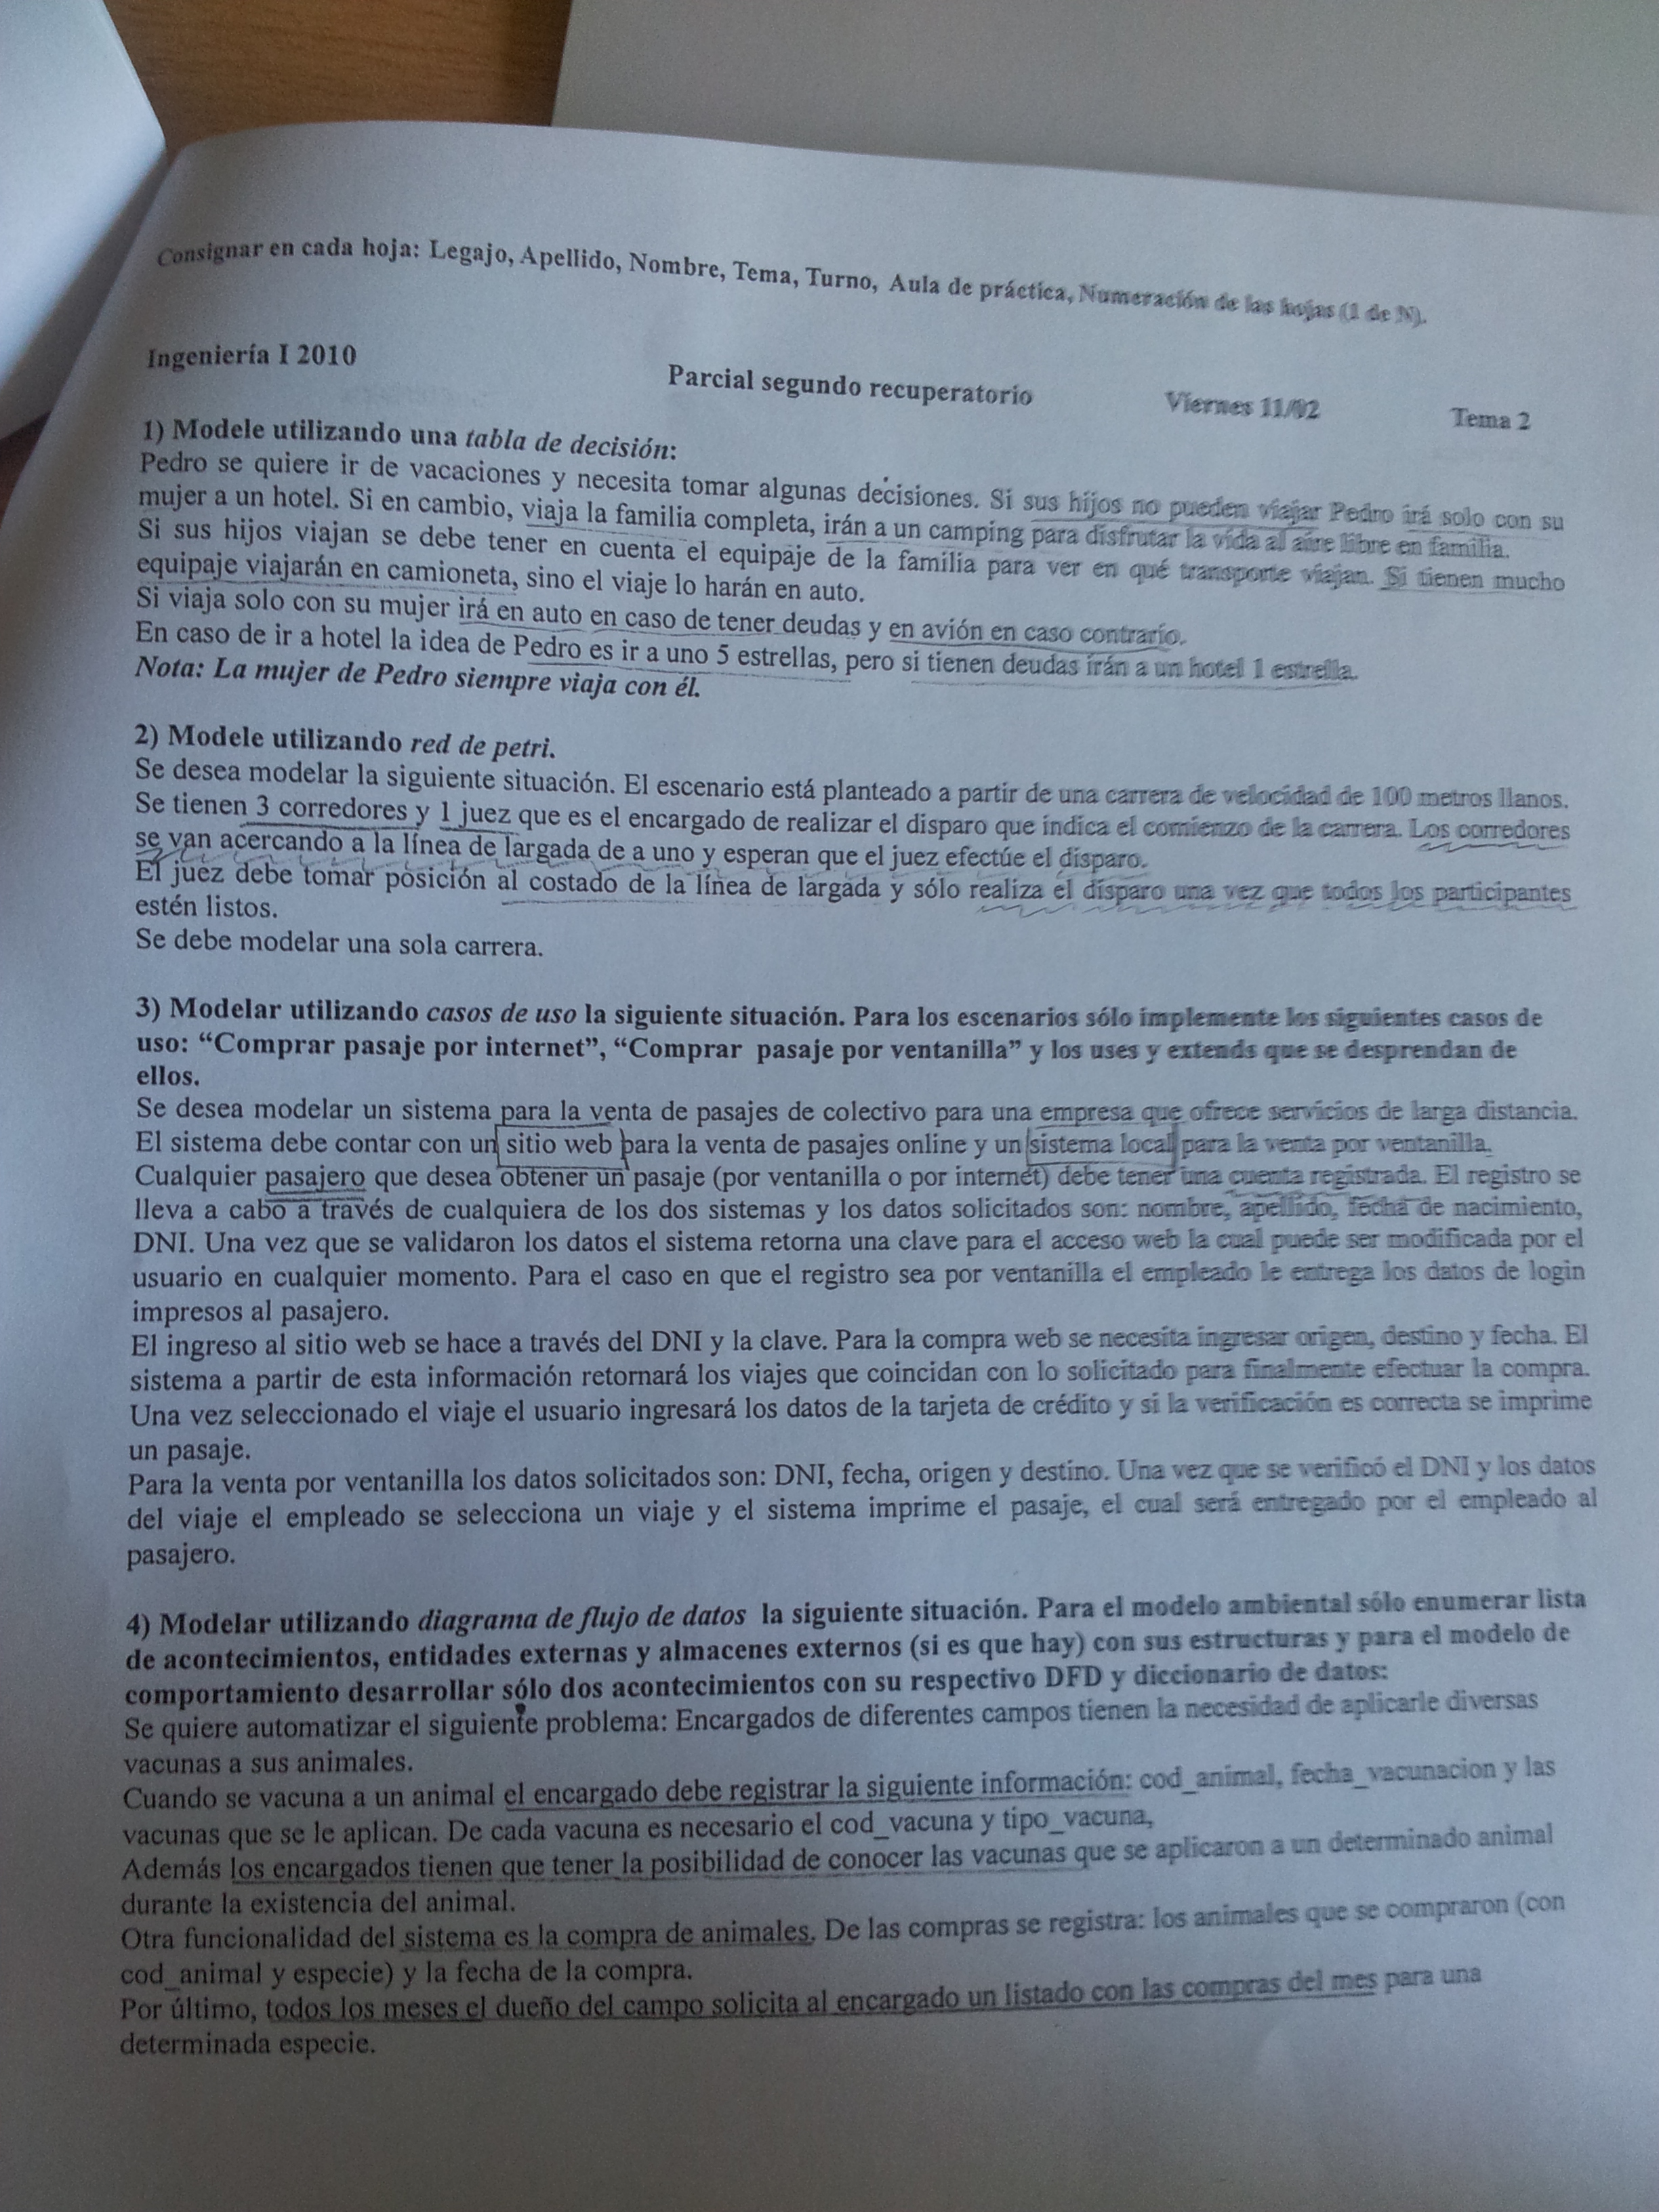 Consignar en cada hoja: Legajo, Apellido, Nombre, Tema, Turno, Aula de práctica, Numeración de las hojas (1 de N).
Ingeniería I 2010
Parcial segundo recuperatorio
Viernes 11/02
Tema 2
1) Modele utilizando una tabla de decisión:
Pedro se quiere ir de vacaciones y necesita tomar algunas decisiones. Si sus hijos no pueden viajar Pedro irá solo con su
mujer a un hotel. Si en cambio, viaja la familia completa, irán a un camping para disfrutar la vida al aire libre en familia.
Si sus hijos viajan se debe tener en cuenta el equipaje de la familia para ver en qué transporte viajan. Si tienen mucho
equipaje viajarán en camioneta, sino el viaje lo harán en auto.
Si viaja solo con su mujer irá en auto en caso de tener deudas y en avión en caso contrario.
En caso de ir a hotel la idea de Pedro es ir a uno 5 estrellas, pero si tienen deudas irán a un hotel 1 estrella.
Nota: La mujer de Pedro siempre viaja con él.
2) Modele utilizando red de petri.
Se desea modelar la siguiente situación. El escenario está planteado a partir de una carrera de velocidad de 100 metros llanos.
Se tienen 3 corredores y 1 juez que es el encargado de realizar el disparo que indica el comienzo de la carrera. Los corredores
se van acercando a la línea de largada de a uno y esperan que el juez efectúe el disparo.
El juez debe tomar posición al costado de la línea de largada y sólo realiza el disparo una vez que todos los participantes
estén listos.
Se debe modelar una sola carrera.
3) Modelar utilizando casos de uso la siguiente situación. Para los escenarios sólo implemente los siguientes casos de
uso: “Comprar pasaje por internet”, “Comprar pasaje por ventanilla” y los uses y extends que se desprendan de
ellos.
Se desea modelar un sistema para la venta de pasajes de colectivo para una empresa que ofrece servicios de larga distancia.
El sistema debe contar con un sitio web para la venta de pasajes online y un sistema local para la venta por ventanilla.
Cualquier pasajero que desea obtener un pasaje (por ventanilla o por internet) debe tener una cuenta registrada. El registro se
lleva a cabo a través de cualquiera de los dos sistemas y los datos solicitados son: nombre, apellido, fecha de nacimiento,
DNI. Una vez que se validaron los datos el sistema retorna una clave para el acceso web la cual puede ser modificada por el
usuario en cualquier momento. Para el caso en que el registro sea por ventanilla el empleado le entrega los datos de login
impresos al pasajero.
El ingreso al sitio web se hace a través del DNI y la clave. Para la compra web se necesita ingresar origen, destino y fecha. El
sistema a partir de esta información retornará los viajes que coincidan con lo solicitado para finalmente efectuar la compra.
Una vez seleccionado el viaje el usuario ingresará los datos de la tarjeta de crédito y si la verificación es correcta se imprime
un pasaje.
Para la venta por ventanilla los datos solicitados son: DNI, fecha, origen y destino. Una vez que se verificó el DNI y los datos
del viaje el empleado se selecciona un viaje y el sistema imprime el pasaje, el cual será entregado por el empleado al
pasajero.
4) Modelar utilizando diagrama de flujo de datos la siguiente situación. Para el modelo ambiental sólo enumerar lista
de acontecimientos, entidades externas y almacenes externos (si es que hay) con sus estructuras y para el modelo de
comportamiento desarrollar sólo dos acontecimientos con su respectivo DFD y diccionario de datos:
Se quiere automatizar el siguiente problema: Encargados de diferentes campos tienen la necesidad de aplicarle diversas
vacunas a sus animales.
Cuando se vacuna a un animal el encargado debe registrar la siguiente información: cod_animal, fecha_vacunacion y las
vacunas que se le aplican. De cada vacuna es necesario el cod_vacuna y tipo_vacuna,
Además los encargados tienen que tener la posibilidad de conocer las vacunas que se aplicaron a un determinado animal
durante la existencia del animal.
Otra funcionalidad del sistema es la compra de animales. De las compras se registra: los animales que se compraron (con
cod_animal y especie) y la fecha de la compra.
Por último, todos los meses el dueño del campo solicita al encargado un listado con las compras del mes para una
determinada especie.